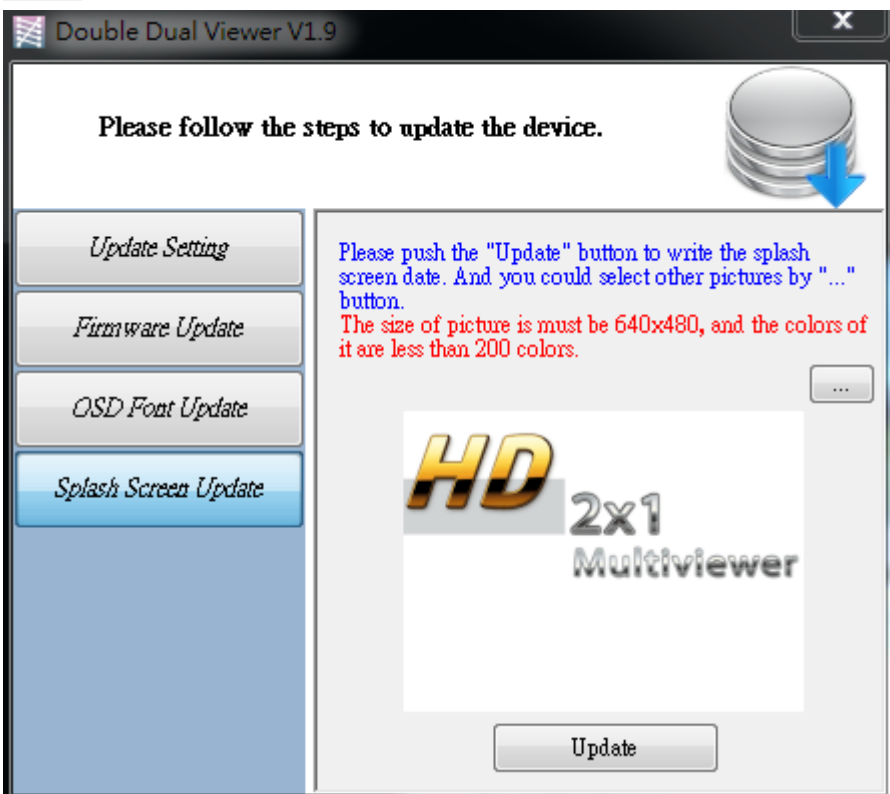 Double Dual Viewer V1.9
x
Please follow the steps to update the device.
Update Setting
Firmware Update
OSD Font Update
Splash Screen Update
Please push the "Update" button to write the splash
screen date. And you could select other pictures by "..."
button.
The size of picture is must be 640x480, and the colors of
it are less than 200 colors.
...
HD
2x1
Multiviewer
Update